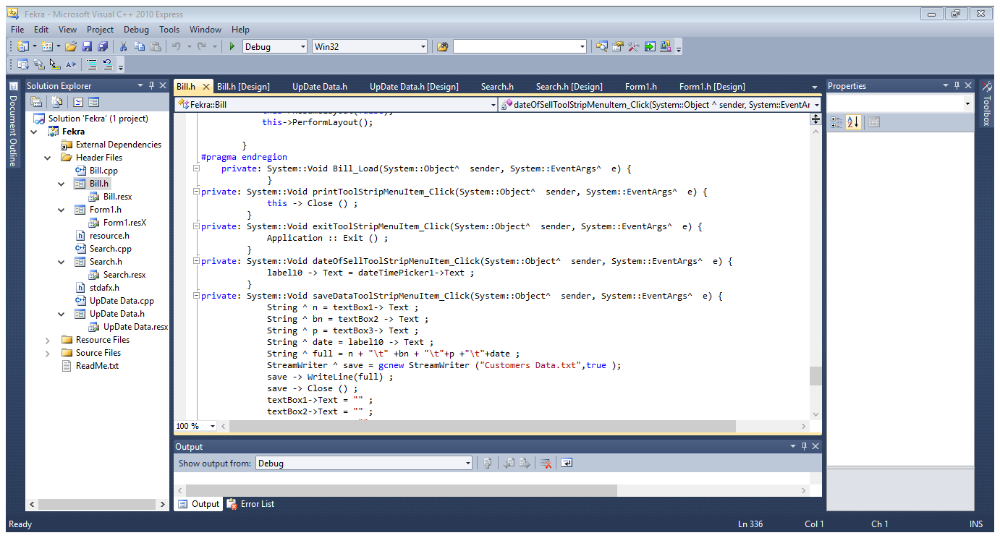 Fekra - Microsoft Visual C++ 2010 Express
File Edit View Project Debug Tools Window Help
Debug Win32
Document Outline
Solution Explorer
Solution 'Fekra' (1 project)
Fekra
External Dependencies
Header Files
Bill.cpp
Bill.h
Bill.resx
Form1.h
Form1.resX
resource.h
Search.cpp
Search.h
Search.resx
stdafx.h
UpDate Data.cpp
UpDate Data.h
UpDate Data.resx
Resource Files
Source Files
ReadMe.txt
Bill.h Bill.h [Design] UpDate Data.h UpDate Data.h [Design] Search.h Search.h [Design] Form1.h Form1.h [Design]
Fekra::Bill dateOfSellToolStripMenuItem_Click(System::Object ^ sender, System::EventAr
this->PerformLayout();
}
#pragma endregion
private: System::Void Bill_Load(System::Object^  sender, System::EventArgs^  e) {
}
private: System::Void printToolStripMenuItem_Click(System::Object^  sender, System::EventArgs^  e) {
this -> Close () ;
}
private: System::Void exitToolStripMenuItem_Click(System::Object^  sender, System::EventArgs^  e) {
Application :: Exit () ;
}
private: System::Void dateOfSellToolStripMenuItem_Click(System::Object^  sender, System::EventArgs^  e) {
label10 -> Text = dateTimePicker1->Text ;
}
private: System::Void saveDataToolStripMenuItem_Click(System::Object^  sender, System::EventArgs^  e) {
String ^ n = textBox1-> Text ;
String ^ bn = textBox2 -> Text ;
String ^ p = textBox3-> Text ;
String ^ date = label10 -> Text ;
String ^ full = n + "\t" +bn + "\t"+p +"\t"+date ;
StreamWriter ^ save = gcnew StreamWriter ("Customers Data.txt",true );
save -> WriteLine(full) ;
save -> Close () ;
textBox1->Text = "" ;
textBox2->Text = "" ;
100 %
Output
Show output from: Debug
Output Error List
Properties
Toolbox
Ready Ln 336 Col 1 Ch 1 INS